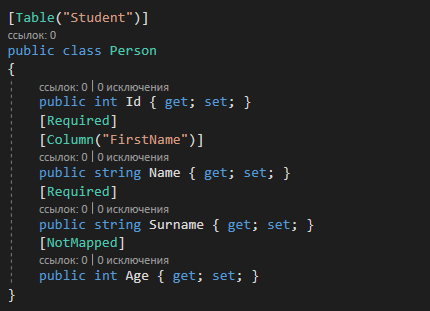 [Table("Student")]
ссылок: 0
public class Person
{
ссылок: 0 | 0 исключения
public int Id { get; set; }
[Required]
[Column("FirstName")]
ссылок: 0 | 0 исключения
public string Name { get; set; }
[Required]
ссылок: 0 | 0 исключения
public string Surname { get; set; }
[NotMapped]
ссылок: 0 | 0 исключения
public int Age { get; set; }
}